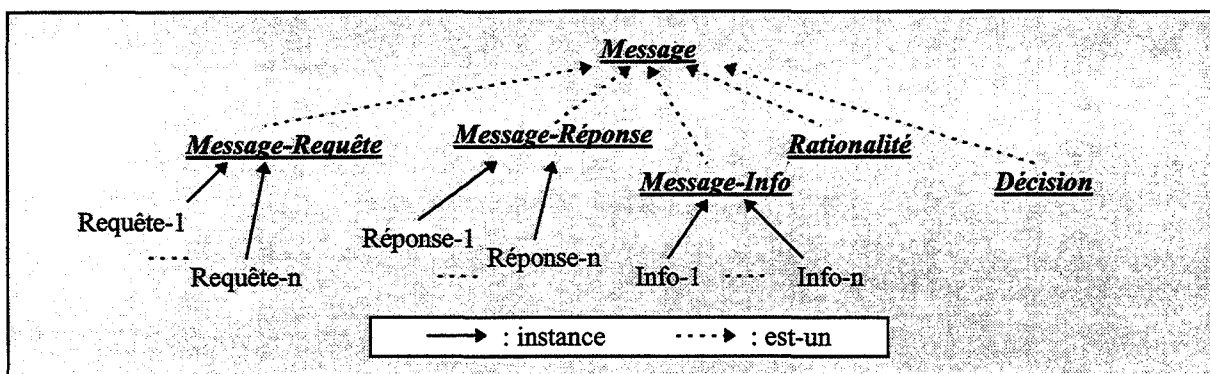 Message
Message-Requête
Message-Réponse
Rationalité
Message-Info
Décision
Requête-1
Réponse-1
Requête-n
Réponse-n
Info-1
Info-n
: instance
: est-un